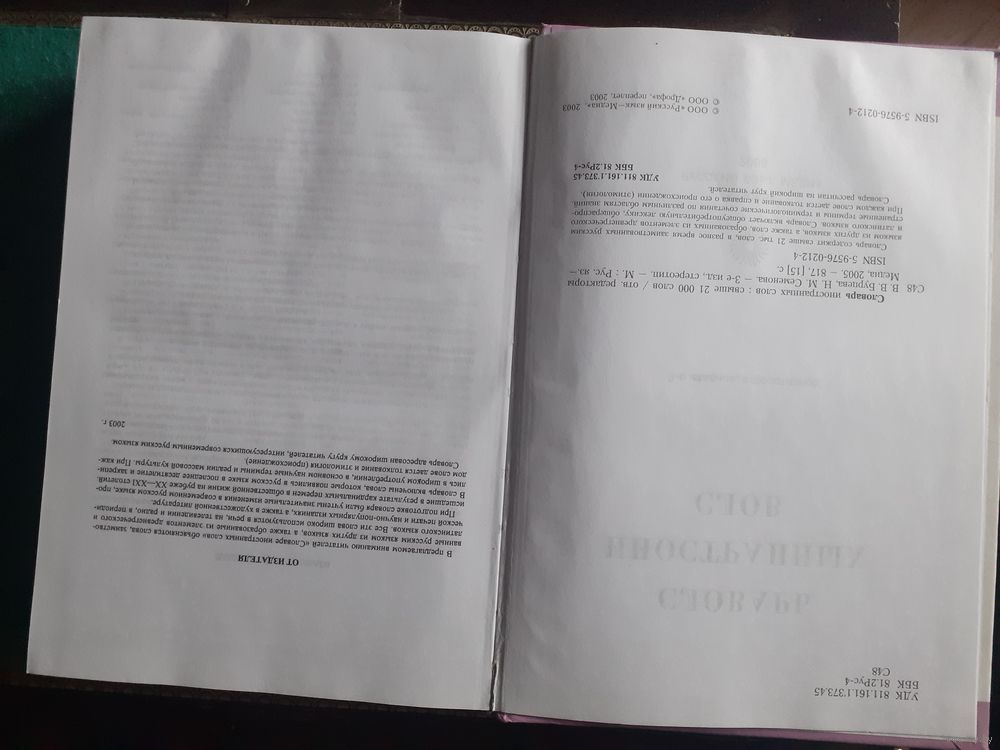 УДК 811.161.1'373.45
ББК 81.2Рус-4
С48
Словарь иностранных слов : свыше 21 000 слов / отв. редакторы
С48 В. В. Бурцева, Н. М. Семенова. — 3-е изд., стереотип. — М. : Рус. яз.—
Медиа, 2005. — 817, [15] с.
ISBN 5-9576-0212-4
Словарь содержит свыше 21 тыс. слов, в разное время заимствованных русским
языком из других языков, а также слов, образованных из элементов древнегреческого
и латинского языков. Словарь включает общеупотребительную лексику, общераспро-
страненные термины и терминологические сочетания по различным областям знаний.
При каждом слове дается толкование и справка о его происхождении (этимология).
Словарь рассчитан на широкий круг читателей.
УДК 811.161.1'373.45
ББК 81.2Рус-4
ISBN 5-9576-0212-4
© ООО «Русский язык—Медиа», 2003
© ООО «Дрофа», переплет, 2003
ОТ ИЗДАТЕЛЯ
В предлагаемом вниманию читателей «Словаре иностранных слов» объясняются слова, заимство-
ванные русским языком из других языков, а также образованные из элементов древнегреческого и
латинского языков. Все эти слова широко используются в речи, на телевидении и радио, в периоди-
ческой печати и научно-популярных изданиях, а также в художественной литературе.
При подготовке словаря были учтены значительные изменения в современном русском языке, про-
исшедшие в результате кардинальных перемен в общественной жизни на рубеже XX—XXI столетий.
В словарь включены слова, которые появились в русском языке в последнее десятилетие и закрепи-
лись в широком употреблении, в основном научные термины и реалии массовой культуры. При каж-
дом слове дается толкование и этимология (происхождение)
Словарь адресован широкому кругу читателей, интересующихся современным русским языком.
2003 г.
СЛОВАРЬ
ИНОСТРАННЫХ
СЛОВ